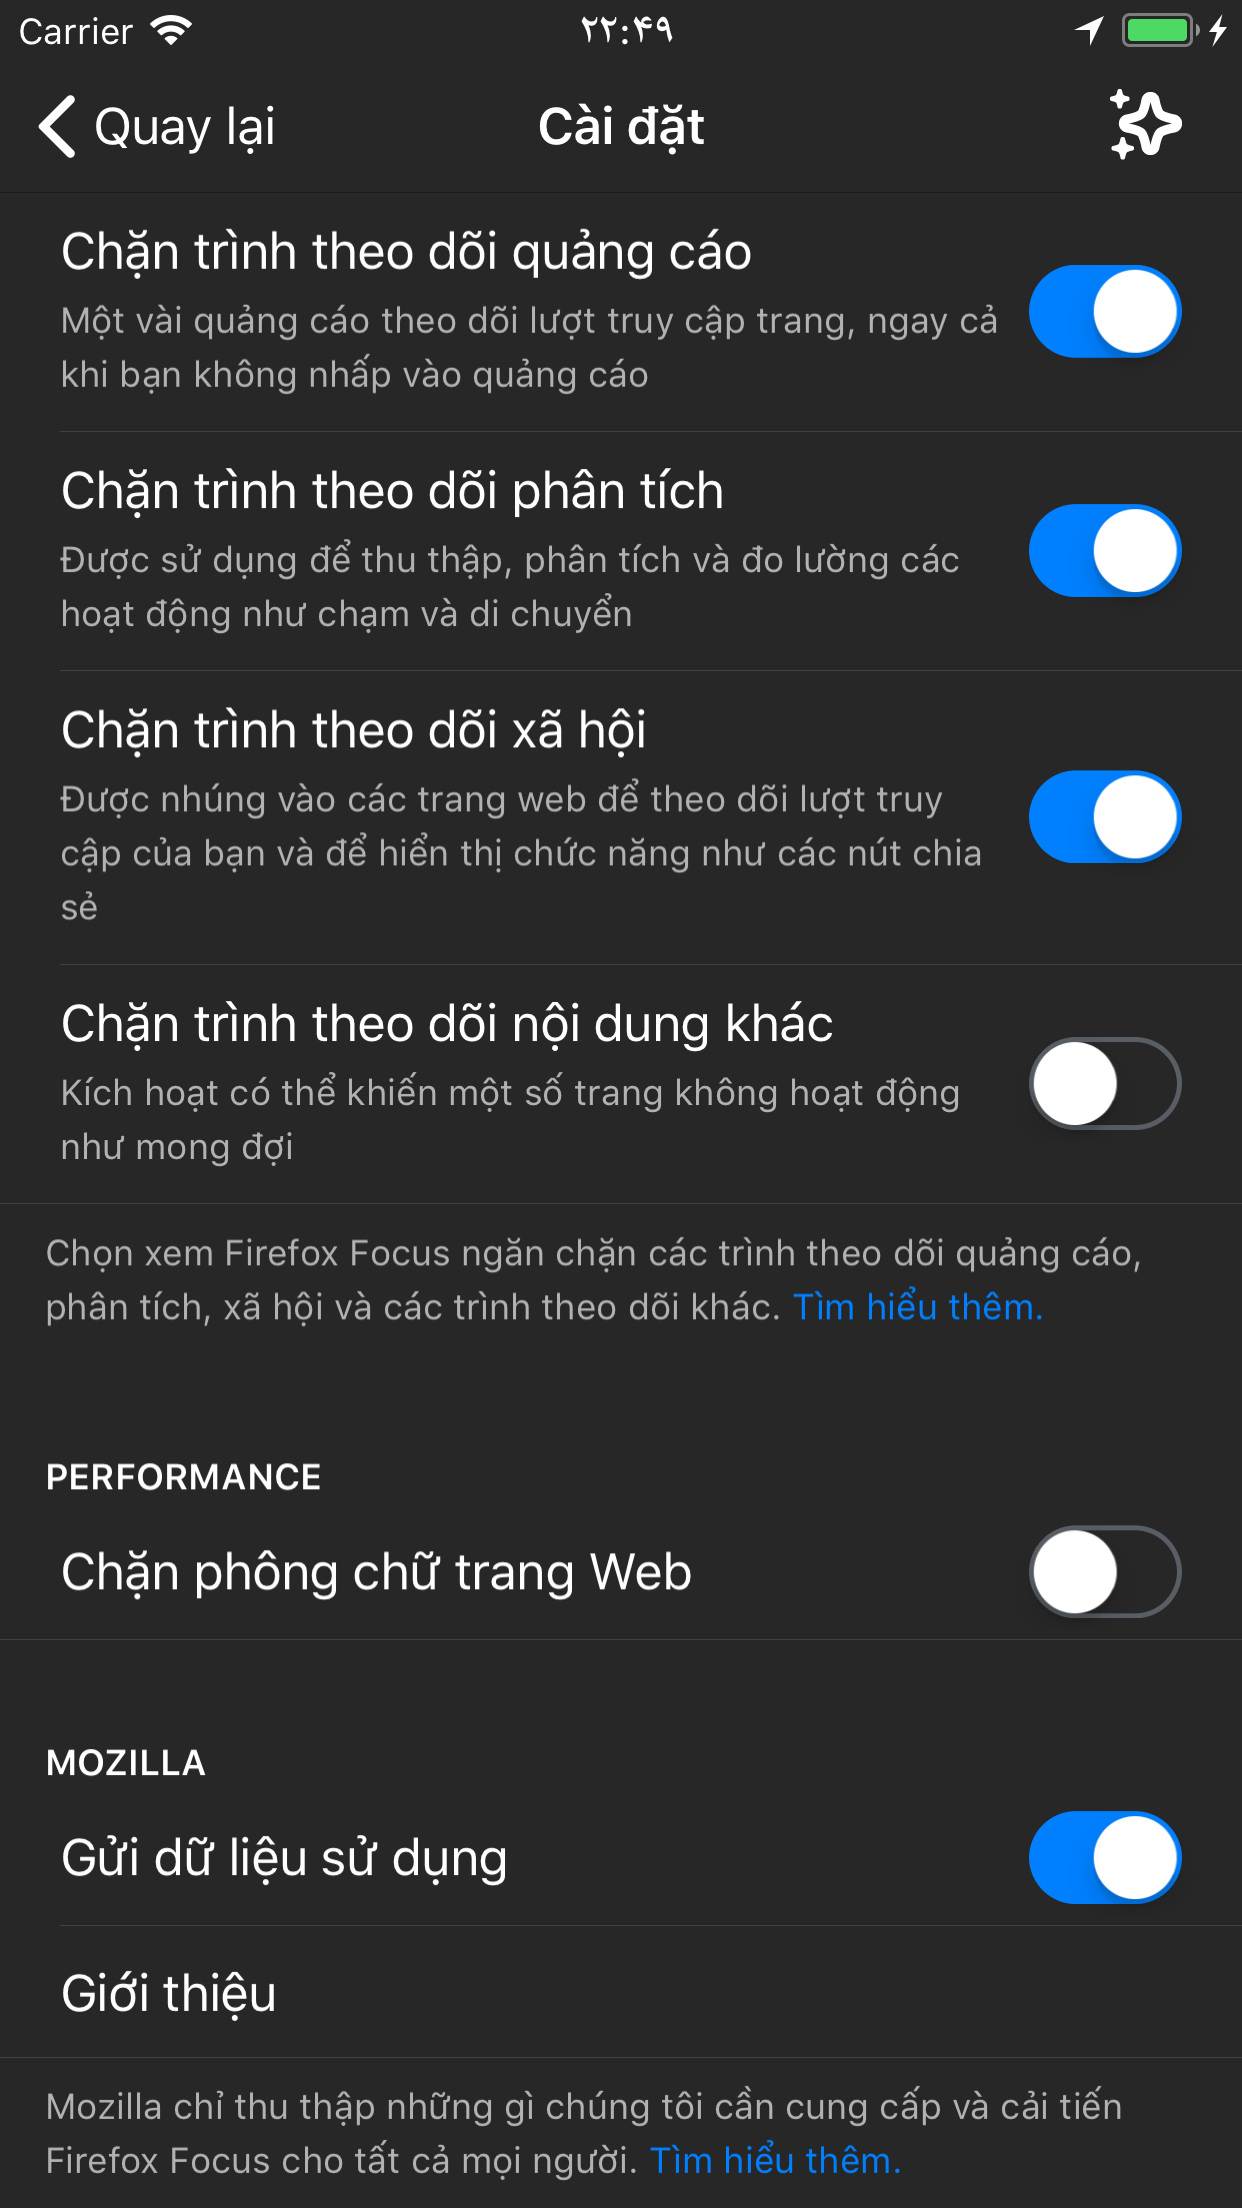 Carrier
۲۲:۴۹
Quay lại
Cài đặt
Chặn trình theo dõi quảng cáo
Một vài quảng cáo theo dõi lượt truy cập trang, ngay cả
khi bạn không nhấp vào quảng cáo
Chặn trình theo dõi phân tích
Được sử dụng để thu thập, phân tích và đo lường các
hoạt động như chạm và di chuyển
Chặn trình theo dõi xã hội
Được nhúng vào các trang web để theo dõi lượt truy
cập của bạn và để hiển thị chức năng như các nút chia
sẻ
Chặn trình theo dõi nội dung khác
Kích hoạt có thể khiến một số trang không hoạt động
như mong đợi
Chọn xem Firefox Focus ngăn chặn các trình theo dõi quảng cáo,
phân tích, xã hội và các trình theo dõi khác. Tìm hiểu thêm.
PERFORMANCE
Chặn phông chữ trang Web
MOZILLA
Gửi dữ liệu sử dụng
Giới thiệu
Mozilla chỉ thu thập những gì chúng tôi cần cung cấp và cải tiến
Firefox Focus cho tất cả mọi người. Tìm hiểu thêm.